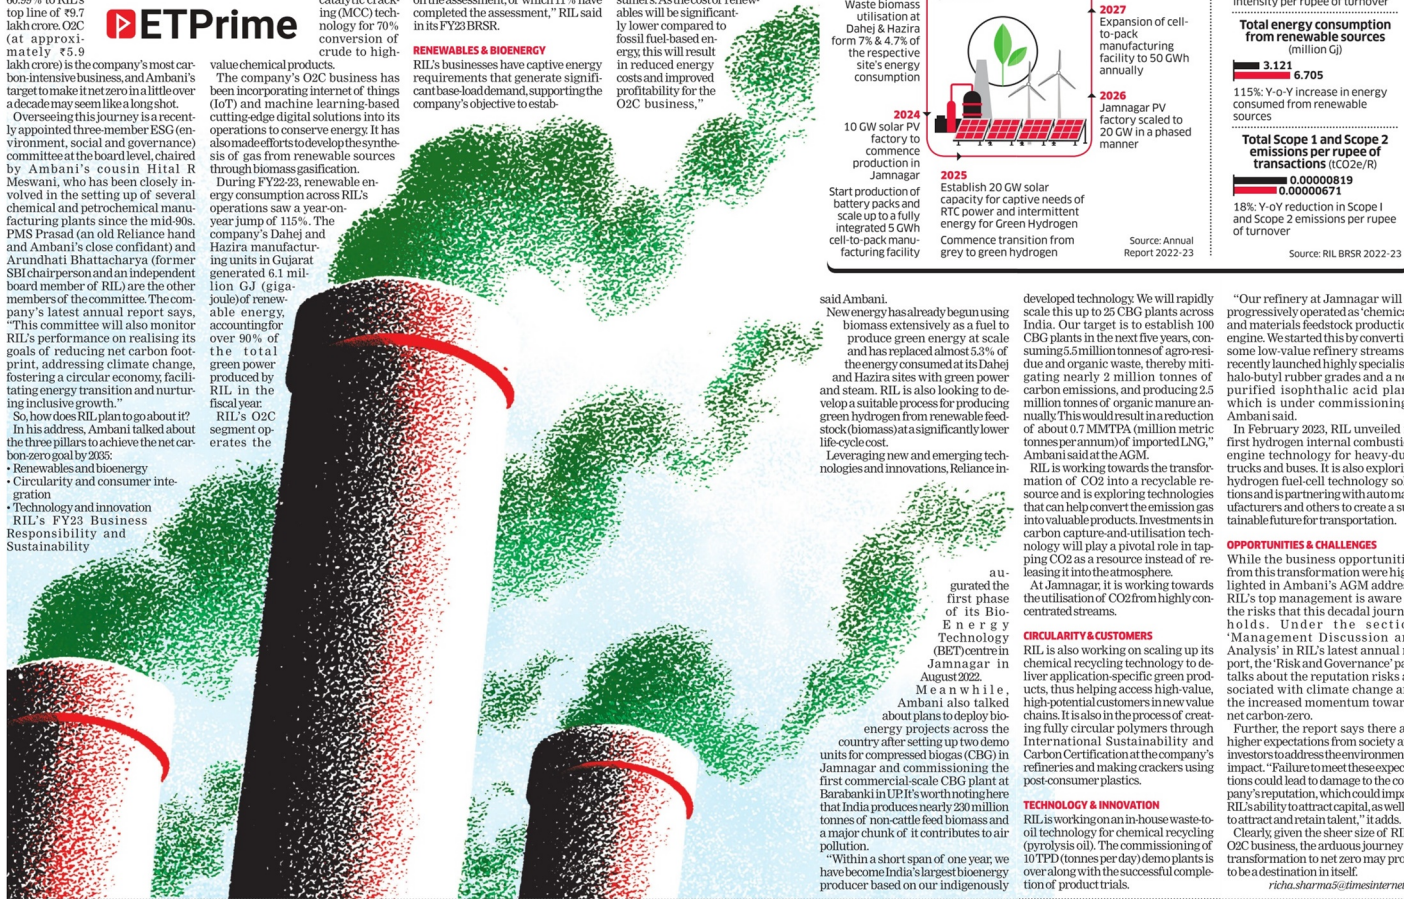 60.99% to RIL's
top line of ₹9.7
lakh crore. O2C
(at approxi-
mately ₹5.9
lakh crore) is the company's most car-
bon-intensive business, and Ambani's
target to make it net zero in a little over
a decade may seem like a long shot.
Overseeing this journey is a recent-
ly appointed three-member ESG (en-
vironment, social and governance)
committee at the board level, chaired
by Ambani's cousin Hital R
Meswani, who has been closely in-
volved in the setting up of several
chemical and petrochemical manu-
facturing plants since the mid-90s.
PMS Prasad (an old Reliance hand
and Ambani's close confidant) and
Arundhati Bhattacharya (former
SBI chairperson and an independent
board member of RIL) are the other
members of the committee. The com-
pany's latest annual report says,
"This committee will also monitor
RIL's performance on realising its
goals of reducing net carbon foot-
print, addressing climate change,
fostering a circular economy, facili-
tating energy transition and nurtur-
ing inclusive growth."
So, how does RIL plan to go about it?
In his address, Ambani talked about
the three pillars to achieve the net car-
bon-zero goal by 2035:
• Renewables and bioenergy
• Circularity and consumer inte-
gration
• Technology and innovation
RIL's FY23 Business
Responsibility and
Sustainability
ETPrime
catalytic crack-
ing (MCC) tech-
nology for 70%
conversion of
crude to high-
value chemical products.
The company's O2C business has
been incorporating internet of things
(IoT) and machine learning-based
cutting-edge digital solutions into its
operations to conserve energy. It has
also made efforts to develop the synthe-
sis of gas from renewable sources
through biomass gasification.
During FY22-23, renewable en-
ergy consumption across RIL's
operations saw a year-on-
year jump of 115%. The
company's Dahej and
Hazira manufactur-
ing units in Gujarat
generated 6.1 mil-
lion GJ (giga-
joule) of renew-
able energy,
accounting for
over 90% of
the total
green power
produced by
RIL in the
fiscal year.
RIL's O2C
segment op-
erates the
on the assessment, of which 11% have
completed the assessment," RIL said
in its FY23 BRSR.
RENEWABLES & BIOENERGY
RIL's businesses have captive energy
requirements that generate signifi-
cant base-load demand, supporting the
company's objective to estab-
sumers. As the cost of renew-
ables will be significant-
ly lower compared to
fossil fuel-based en-
ergy, this will result
in reduced energy
costs and improved
profitability for the
O2C business,"
Waste biomass
utilisation at
Dahej & Hazira
form 7% & 4.7% of
the respective
site's energy
consumption
2024
10 GW solar PV
factory to
commence
production in
Jamnagar
Start production of
battery packs and
scale up to a fully
integrated 5 GWh
cell-to-pack manu-
facturing facility
2025
Establish 20 GW solar
capacity for captive needs of
RTC power and intermittent
energy for Green Hydrogen
Commence transition from
grey to green hydrogen
2027
Expansion of cell-
to-pack
manufacturing
facility to 50 GWh
annually
2026
Jamnagar PV
factory scaled to
20 GW in a phased
manner
Source: Annual
Report 2022-23
intensity per rupee of turnover
Total energy consumption
from renewable sources
(million Gj)
3.121
6.705
115%: Y-o-Y increase in energy
consumed from renewable
sources
Total Scope 1 and Scope 2
emissions per rupee of
transactions (tCO2e/R)
0.00000819
0.00000671
18%: Y-oY reduction in Scope I
and Scope 2 emissions per rupee
of turnover
Source: RIL BRSR 2022-23
said Ambani.
New energy has already begun using
biomass extensively as a fuel to
produce green energy at scale
and has replaced almost 5.3% of
the energy consumed at its Dahej
and Hazira sites with green power
and steam. RIL is also looking to de-
velop a suitable process for producing
green hydrogen from renewable feed-
stock (biomass) at a significantly lower
life-cycle cost.
Leveraging new and emerging tech-
nologies and innovations, Reliance in-
au-
gurated the
first phase
of its Bio-
Energy
Technology
(BET) centre in
Jamnagar in
August 2022.
Meanwhile,
Ambani also talked
about plans to deploy bio-
energy projects across the
country after setting up two demo
units for compressed biogas (CBG) in
Jamnagar and commissioning the
first commercial-scale CBG plant at
Barabanki in UP. It's worth noting here
that India produces nearly 230 million
tonnes of non-cattle feed biomass and
a major chunk of it contributes to air
pollution.
"Within a short span of one year, we
have become India's largest bioenergy
producer based on our indigenously
developed technology. We will rapidly
scale this up to 25 CBG plants across
India. Our target is to establish 100
CBG plants in the next five years, con-
suming 5.5 million tonnes of agro-resi-
due and organic waste, thereby miti-
gating nearly 2 million tonnes of
carbon emissions, and producing 2.5
million tonnes of organic manure an-
nually. This would result in a reduction
of about 0.7 MMTPA (million metric
tonnes per annum) of imported LNG,"
Ambani said at the AGM.
RIL is working towards the transfor-
mation of CO2 into a recyclable re-
source and is exploring technologies
that can help convert the emission gas
into valuable products. Investments in
carbon capture-and-utilisation tech-
nology will play a pivotal role in tap-
ping CO2 as a resource instead of re-
leasing it into the atmosphere.
At Jamnagar, it is working towards
the utilisation of CO2 from highly con-
centrated streams.
CIRCULARITY & CUSTOMERS
RIL is also working on scaling up its
chemical recycling technology to de-
liver application-specific green prod-
ucts, thus helping access high-value,
high-potential customers in new value
chains. It is also in the process of creat-
ing fully circular polymers through
International Sustainability and
Carbon Certification at the company's
refineries and making crackers using
post-consumer plastics.
TECHNOLOGY & INNOVATION
RIL is working on an in-house waste-to-
oil technology for chemical recycling
(pyrolysis oil). The commissioning of
10 TPD (tonnes per day) demo plants is
over along with the successful comple-
tion of product trials.
"Our refinery at Jamnagar will
progressively operated as 'chemica
and materials feedstock productio
engine. We started this by converti
some low-value refinery streams
recently launched highly specialis
halo-butyl rubber grades and a ne
purified isophthalic acid plan
which is under commissioning
Ambani said.
In February 2023, RIL unveiled
first hydrogen internal combusti
engine technology for heavy-du
trucks and buses. It is also explori
hydrogen fuel-cell technology sol
tions and is partnering with auto ma
ufacturers and others to create a su
tainable future for transportation.
OPPORTUNITIES & CHALLENGES
While the business opportuniti
from this transformation were hig
lighted in Ambani's AGM addre
RIL's top management is aware
the risks that this decadal journ
holds. Under the sectio
'Management Discussion an
Analysis' in RIL's latest annual r
port, the 'Risk and Governance' pa
talks about the reputation risks a
sociated with climate change an
the increased momentum towar
net carbon-zero.
Further, the report says there a
higher expectations from society a
investors to address the environmen
impact. "Failure to meet these expec
tions could lead to damage to the co
pany's reputation, which could impa
RIL's ability to attract capital, as well
to attract and retain talent," it adds.
Clearly, given the sheer size of RI
O2C business, the arduous journey
transformation to net zero may pro
to be a destination in itself.
richa.sharma5@timesinternet